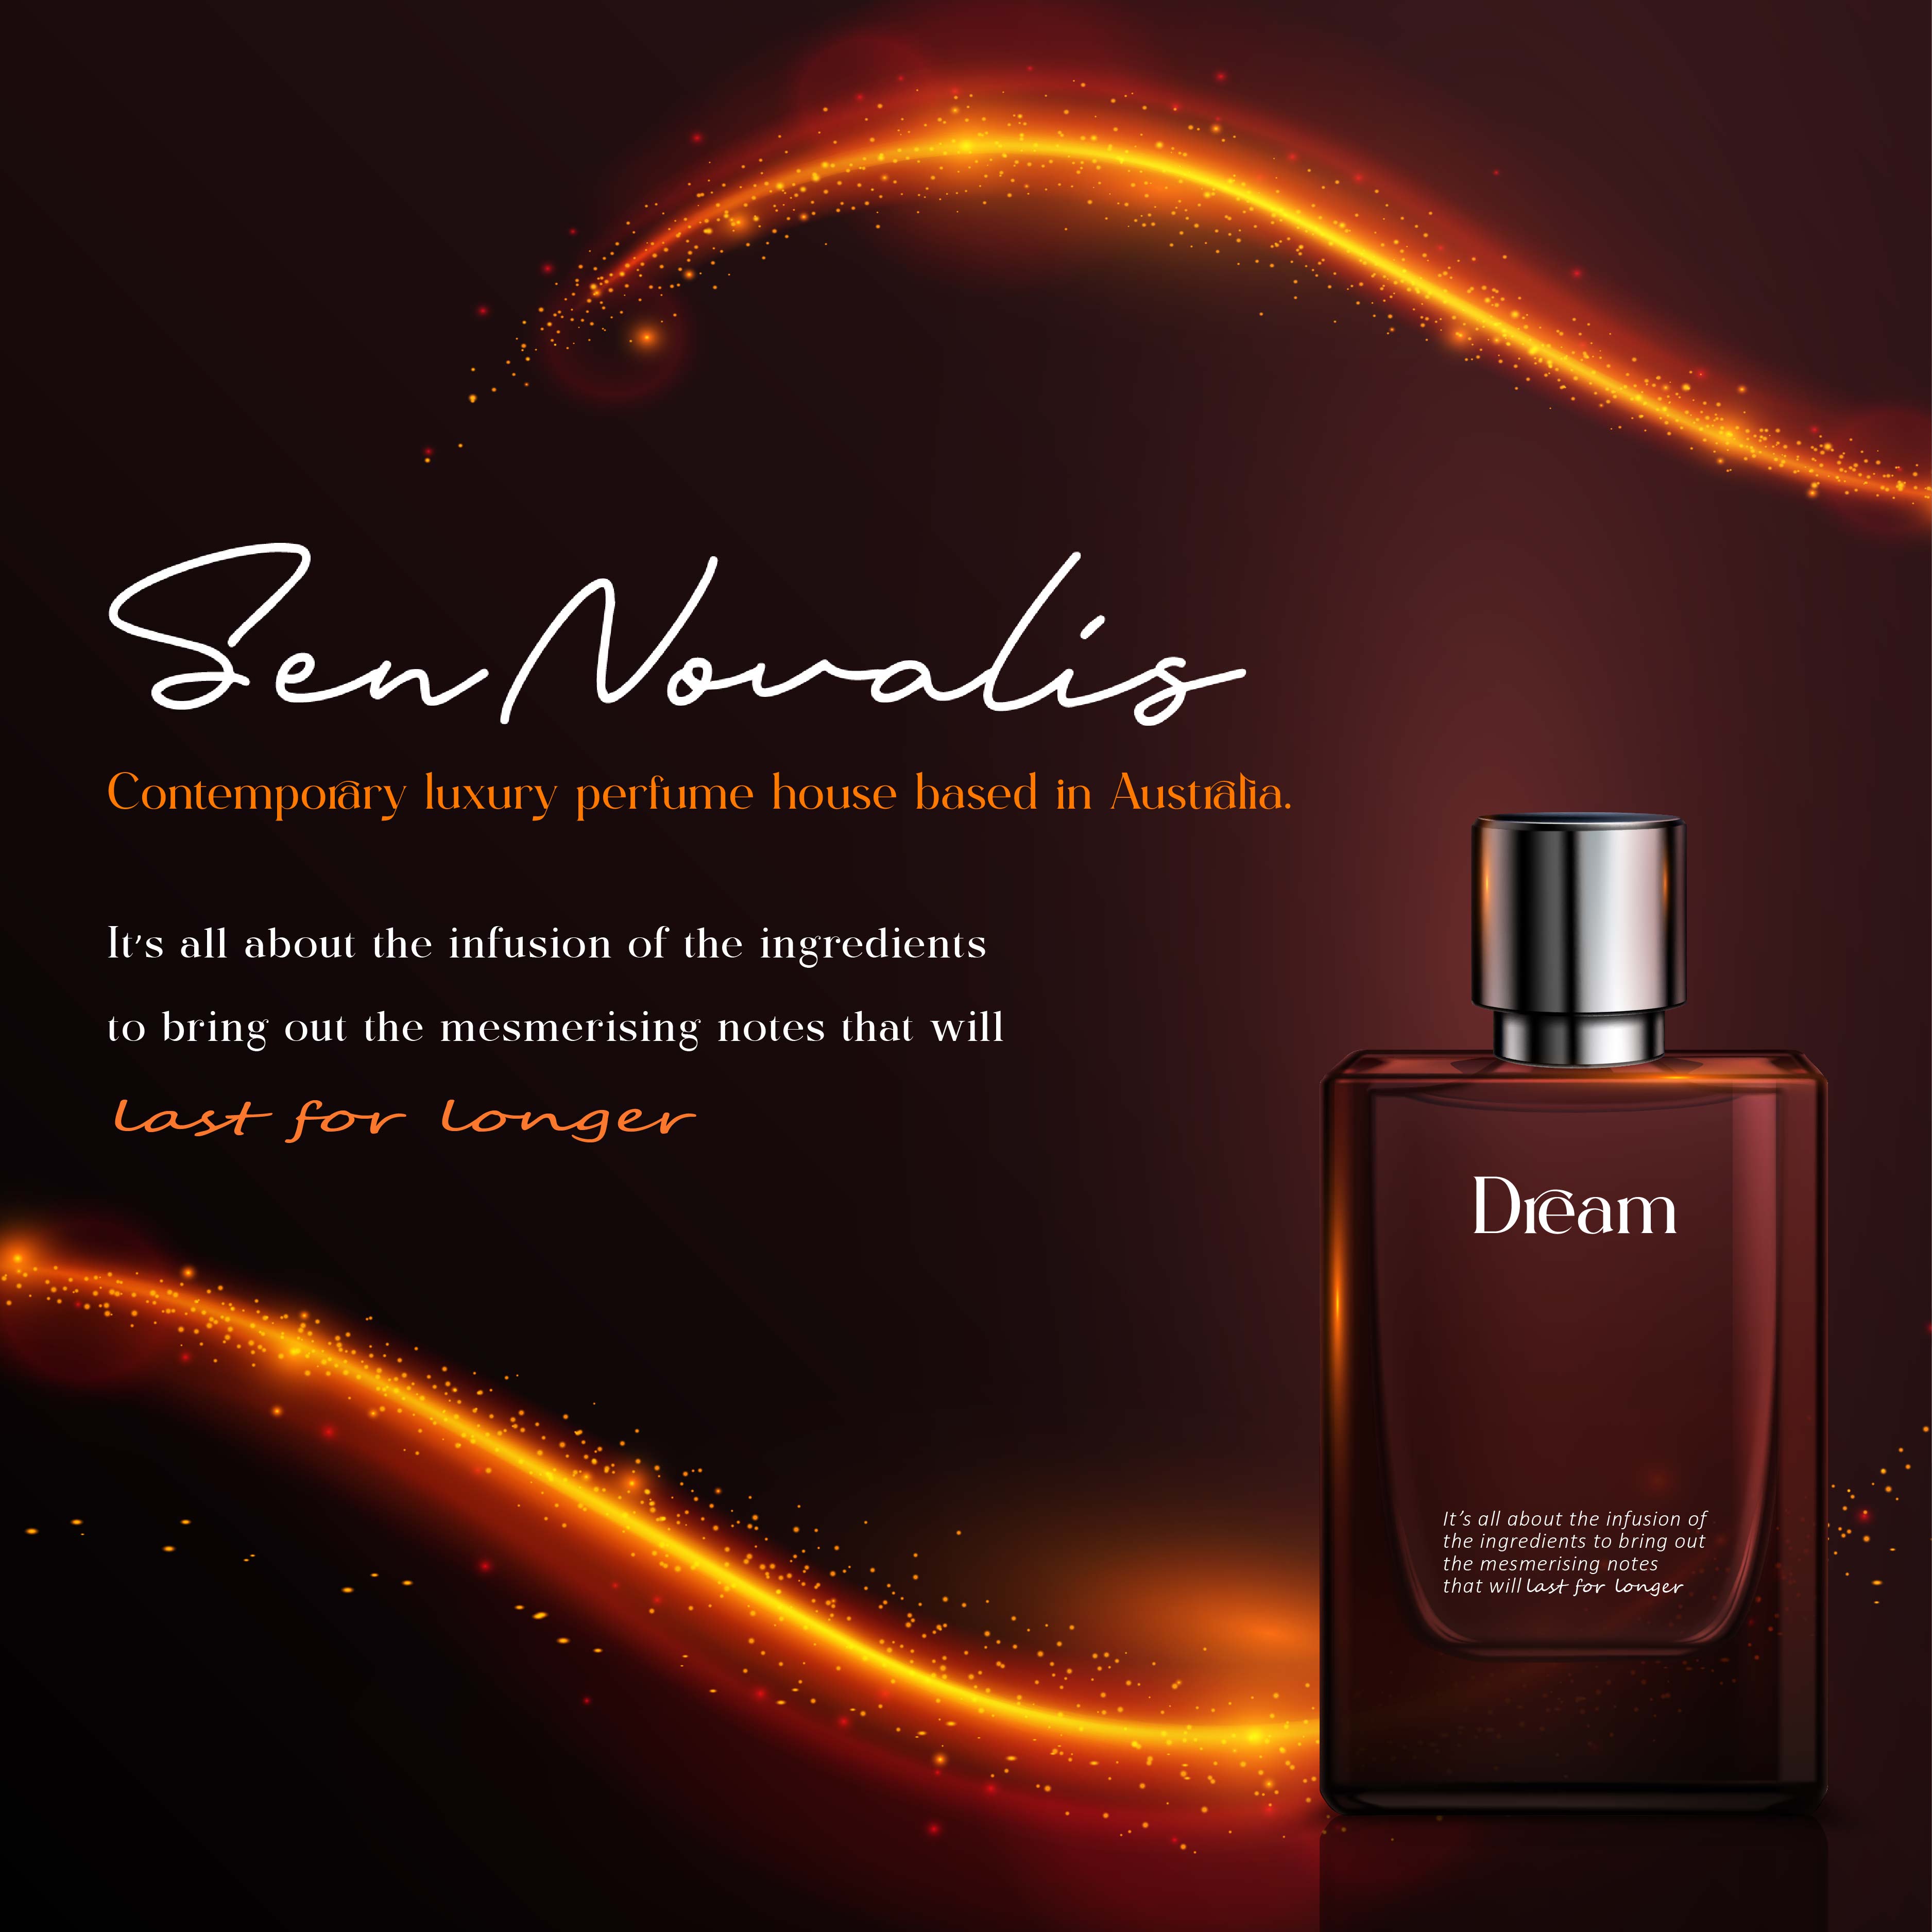 Sen Novalis
Contemporary luxury perfume house based in Australia.
It's all about the infusion of the ingredients
to bring out the mesmerising notes that will
last for longer
Dream
It's all about the infusion of
the ingredients to bring out
the mesmerising notes
that will last for longer